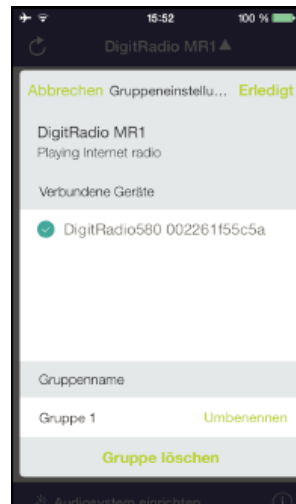 15:52
100 %
DigitRadio MR1
Abbrechen Gruppeneinstellu... Erledigt
DigitRadio MR1
Playing Internet radio
Verbundene Geräte
DigitRadio580 002261f55c5a
Gruppenname
Gruppe 1 Umbenennen
Gruppe löschen
Audiosystem einrichten